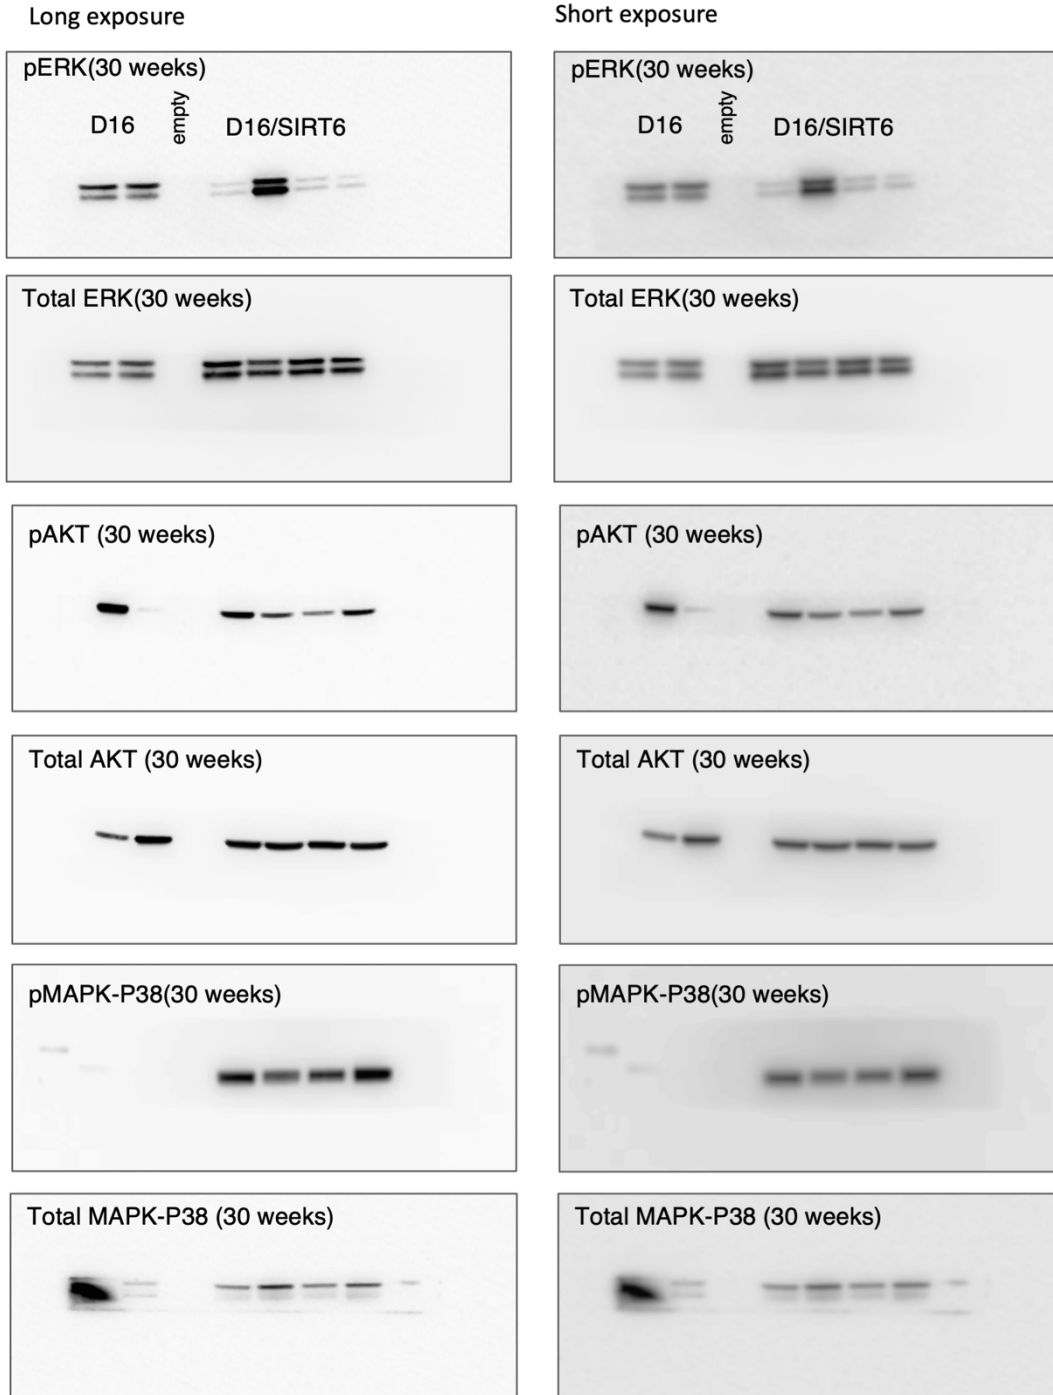 Long exposure
Short exposure
pERK(30 weeks)
D16
empty
D16/SIRT6
pERK(30 weeks)
D16
empty
D16/SIRT6
Total ERK(30 weeks)
Total ERK(30 weeks)
pAKT (30 weeks)
pAKT (30 weeks)
Total AKT (30 weeks)
Total AKT (30 weeks)
pMAPK-P38(30 weeks)
pMAPK-P38(30 weeks)
Total MAPK-P38 (30 weeks)
Total MAPK-P38 (30 weeks)